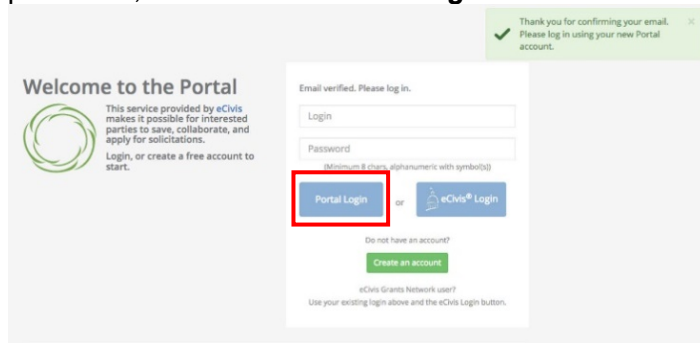 Thank you for confirming your email.
Please log in using your new Portal
account.
Welcome to the Portal
This service provided by eCivis
makes it possible for interested
parties to save, collaborate, and
apply for solicitations.
Login, or create a free account to
start.
Email verified. Please log in.
Login
Password
(Minimum 8 chars, alphanumeric with symbol(s))
Portal Login or eCivis® Login
Do not have an account?
Create an account
eCivis Grants Network user?
Use your existing login above and the eCivis Login button.